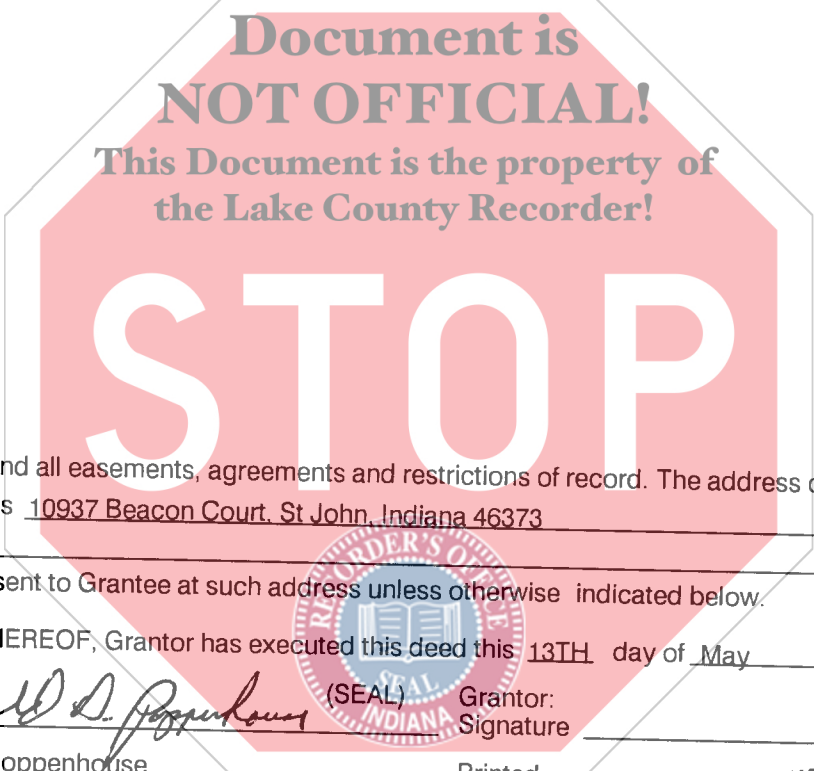 Document is
NOT OFFICIAL!
This Document is the property of
the Lake County Recorder!
STOP
nd all easements, agreements and restrictions of record. The address
s 10937 Beacon Court, St John, Indiana 46373
RECORDER'S OFFICE
sent to Grantee at such address unless otherwise indicated below.
HEREOF, Grantor has executed this deed this 13TH day of May
SEAL
(SEAL) Grantor:
INDIANA
Signature
oppenhouse Printed